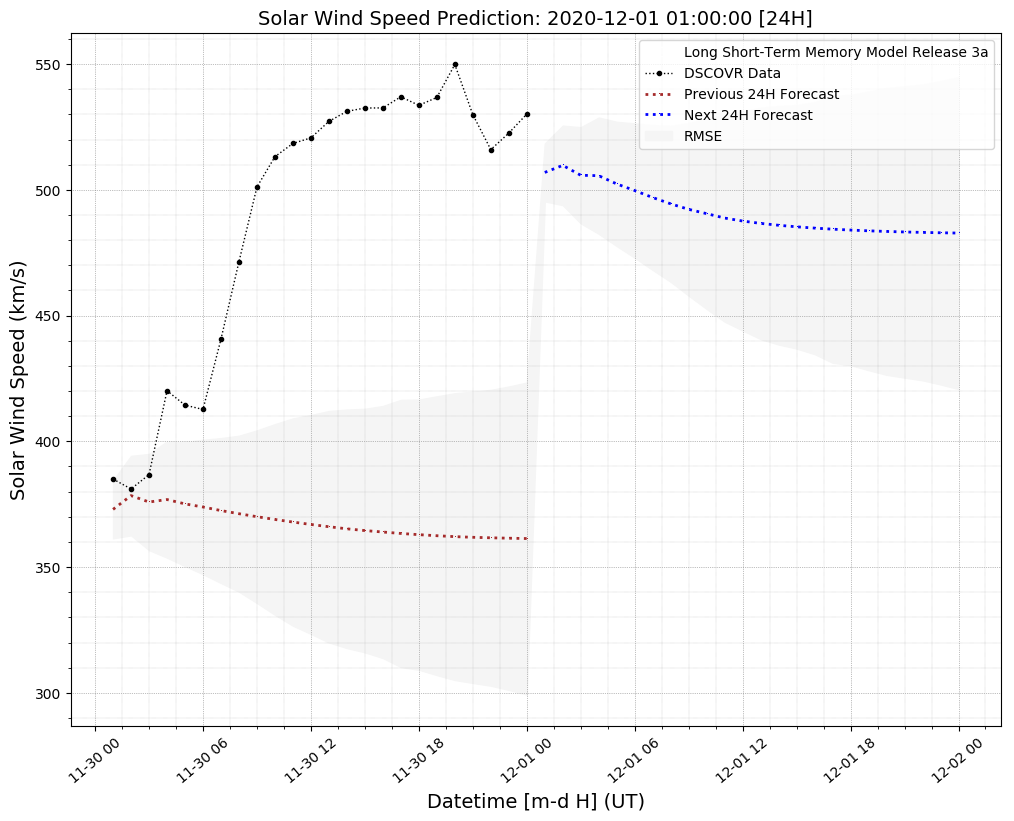 Solar Wind Speed Prediction: 2020-12-01 01:00:00 [24H]
Long Short-Term Memory Model Release 3a
DSCOVR Data
Previous 24H Forecast
Next 24H Forecast
RMSE
Solar Wind Speed (km/s)
550
500
450
400
350
300
11-30 00
11-30 06
11-30 12
11-30 18
12-01 00
12-01 06
12-01 12
12-01 18
12-02 00
Datetime [m-d H] (UT)